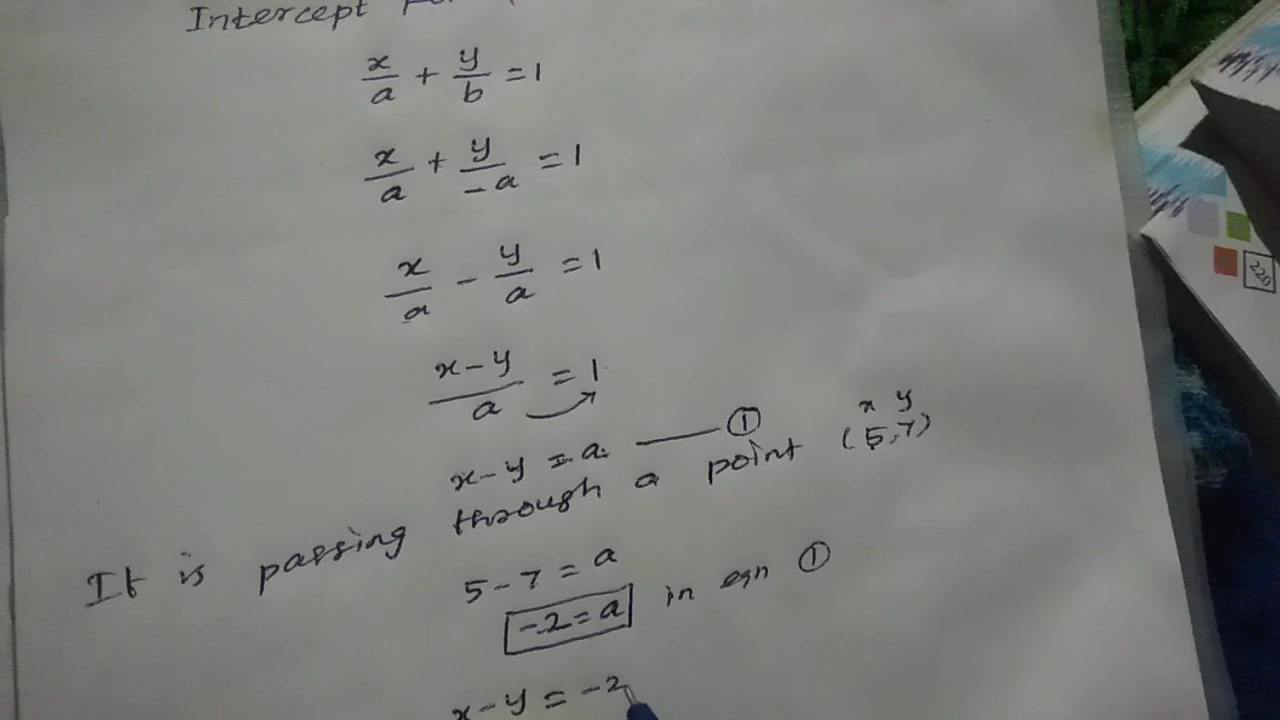 Intercept
x/a + y/b = 1
x/a + y/-a = 1
x/a - y/a = 1
x-y/a = 1
x-y = a. — ①
x y
It is passing through a point (5,7)
5-7 = a
-2 = a in eqn ①
x-y = -2
220